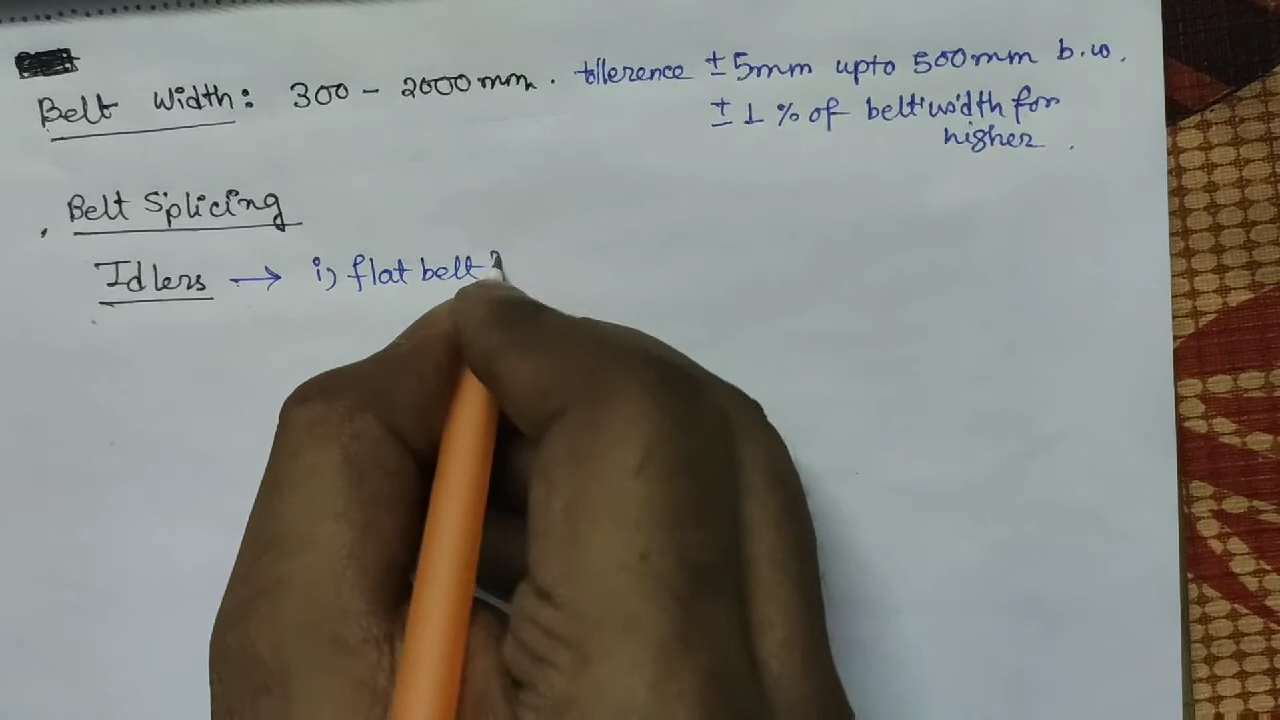 Belt Width: 300 - 2000 mm. tollerence ± 5mm upto 500mm b.w.
± 1 % of belt width for
higher.
Belt Splicing
Idlers → i) flat belt